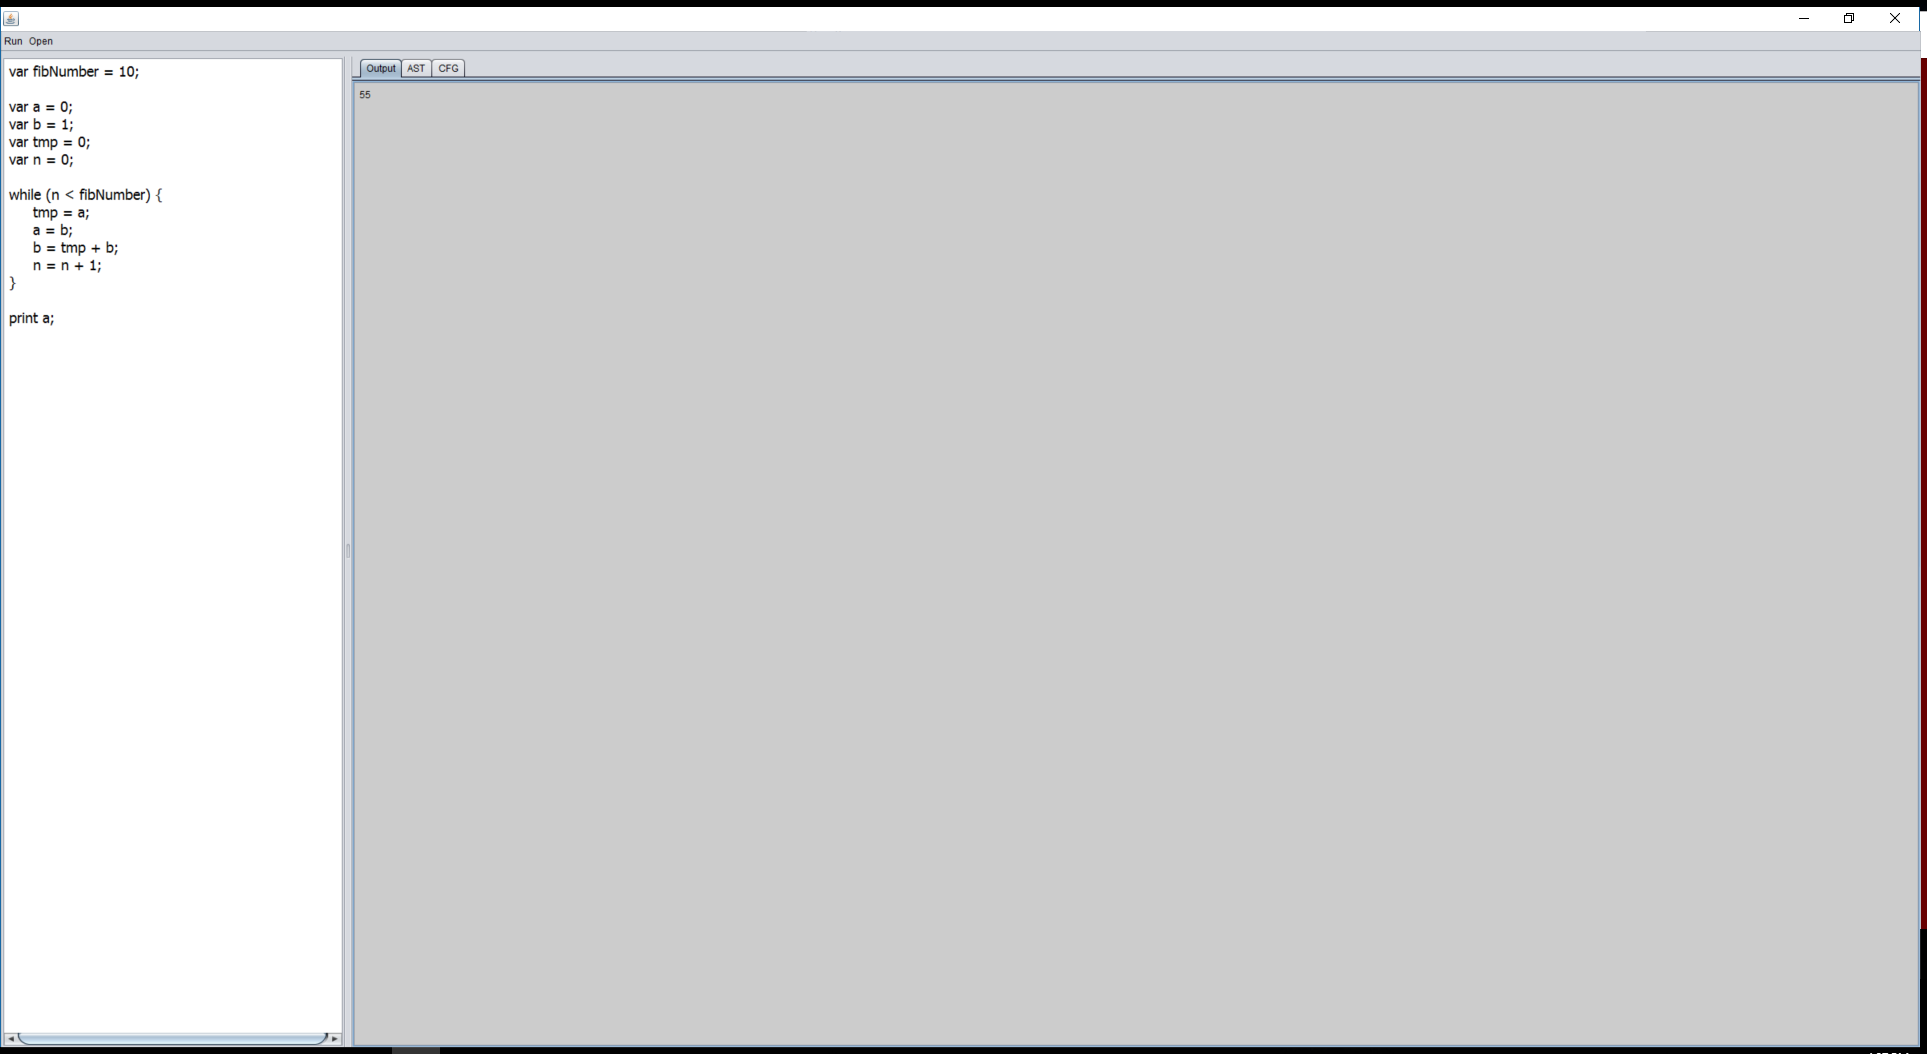 Run Open
var fibNumber = 10;
var a = 0;
var b = 1;
var tmp = 0;
var n = 0;
while (n < fibNumber) {
tmp = a;
a = b;
b = tmp + b;
n = n + 1;
}
print a;
Output AST CFG
55